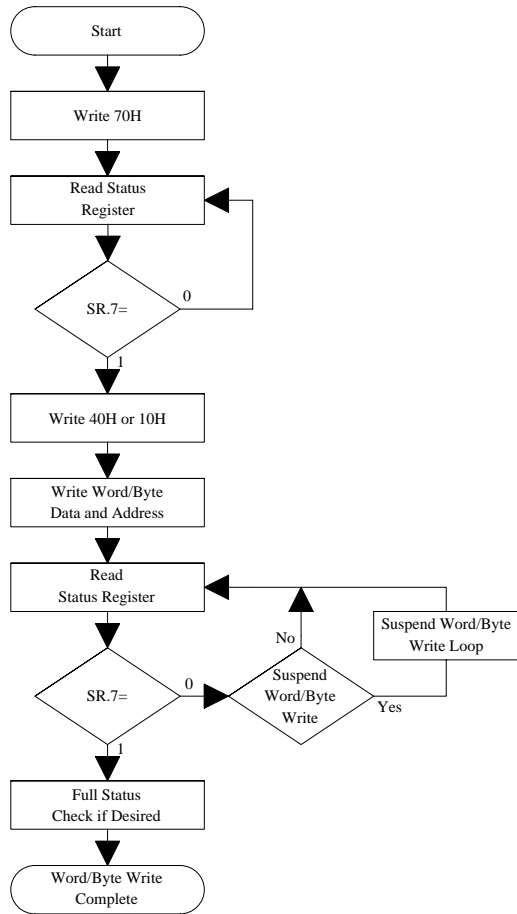 Start
Write 70H
Read Status
Register
SR.7=
0
1
Write 40H or 10H
Write Word/Byte
Data and Address
Read
Status Register
Suspend Word/Byte
Write Loop
No
SR.7=
0
Suspend
Word/Byte
Write
Yes
1
Full Status
Check if Desired
Word/Byte Write
Complete